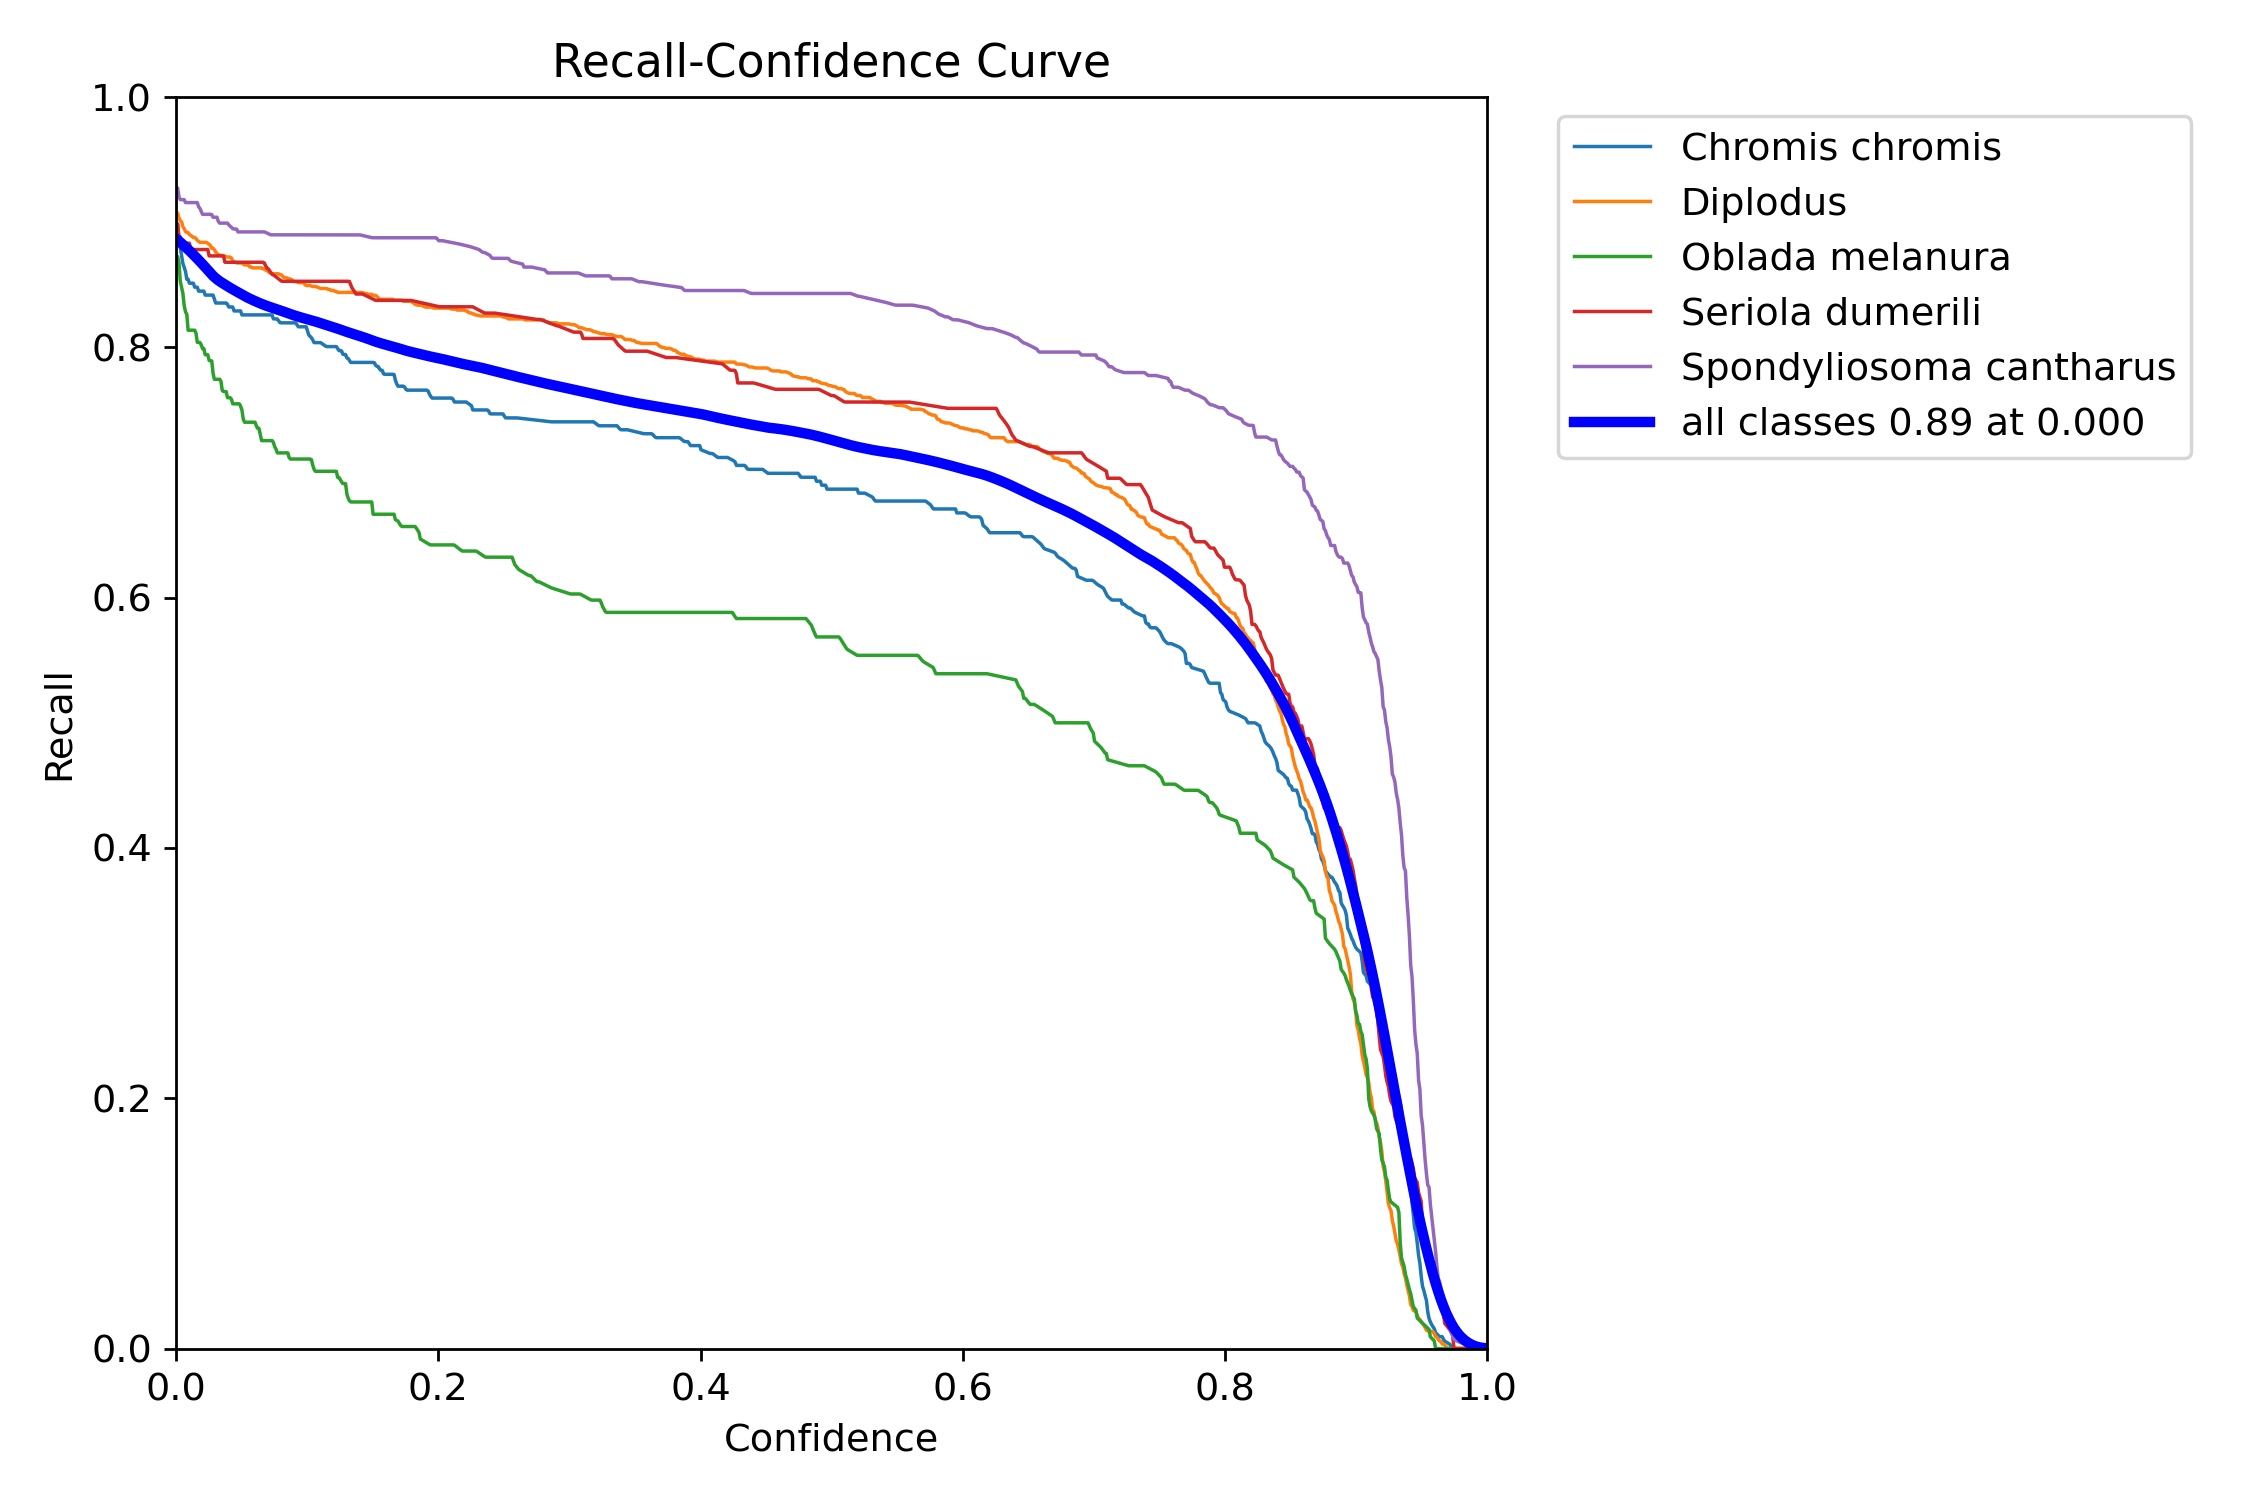 Recall-Confidence Curve
1.0
0.8
0.6
0.4
0.2
0.0
Recall
0.0 0.2 0.4 0.6 0.8 1.0
Confidence
Chromis chromis
Diplodus
Oblada melanura
Seriola dumerili
Spondyliosoma cantharus
all classes 0.89 at 0.000